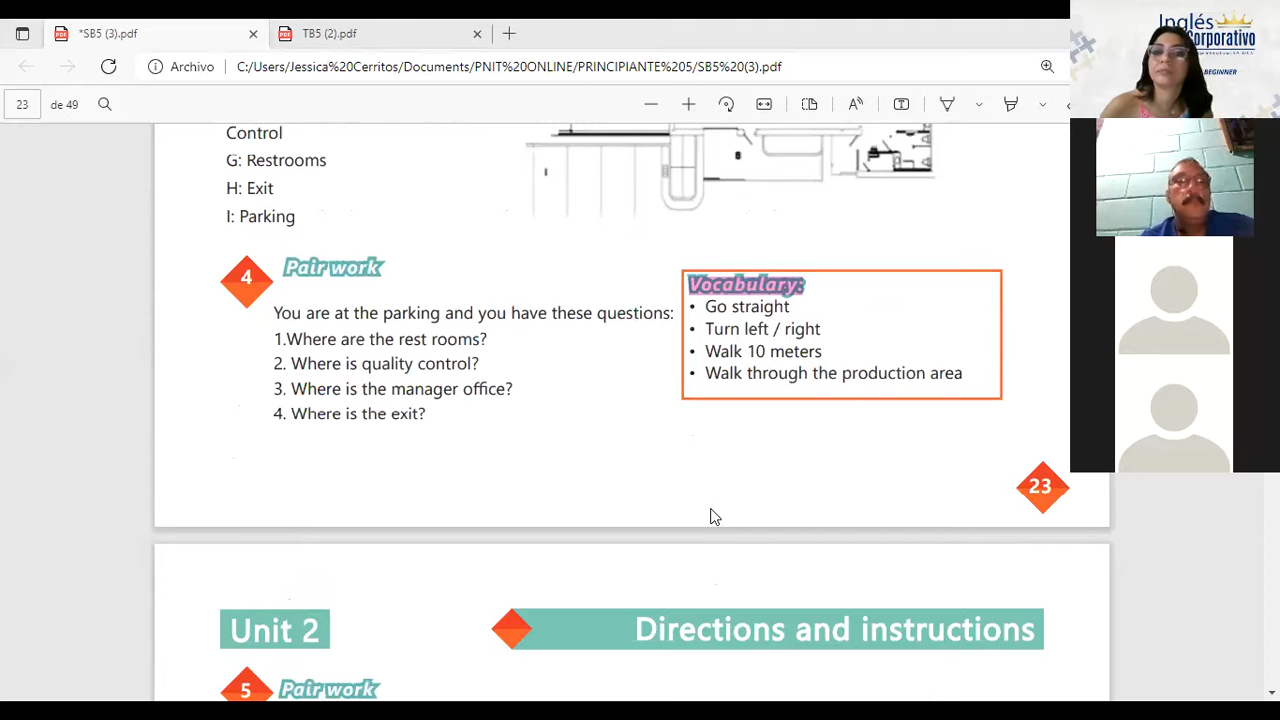 *SB5 (3).pdf
TB5 (2).pdf
Archivo
C:/Users/Jessica%20Cerritos/Documents/PNT%20ONLINE/PRINCIPIANTE%205/SB5%20(3).pdf
23
de 49
Inglés
Corporativo
BEGINNER
Control
G: Restrooms
H: Exit
I: Parking
4
Pair work
You are at the parking and you have these questions:
1.Where are the rest rooms?
2. Where is quality control?
3. Where is the manager office?
4. Where is the exit?
Vocabulary:
• Go straight
• Turn left / right
• Walk 10 meters
• Walk through the production area
23
Unit 2
Directions and instructions
5
Pair work